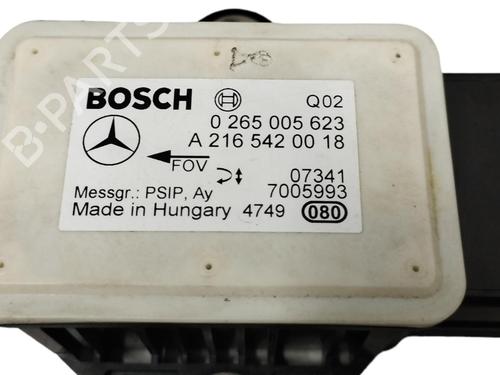 B-PARTS
BOSCH
Q02
0 265 005 623
A 216 542 00 18
FOV
07341
Messgr.: PSIP, Ay
7005993
Made in Hungary 4749 080